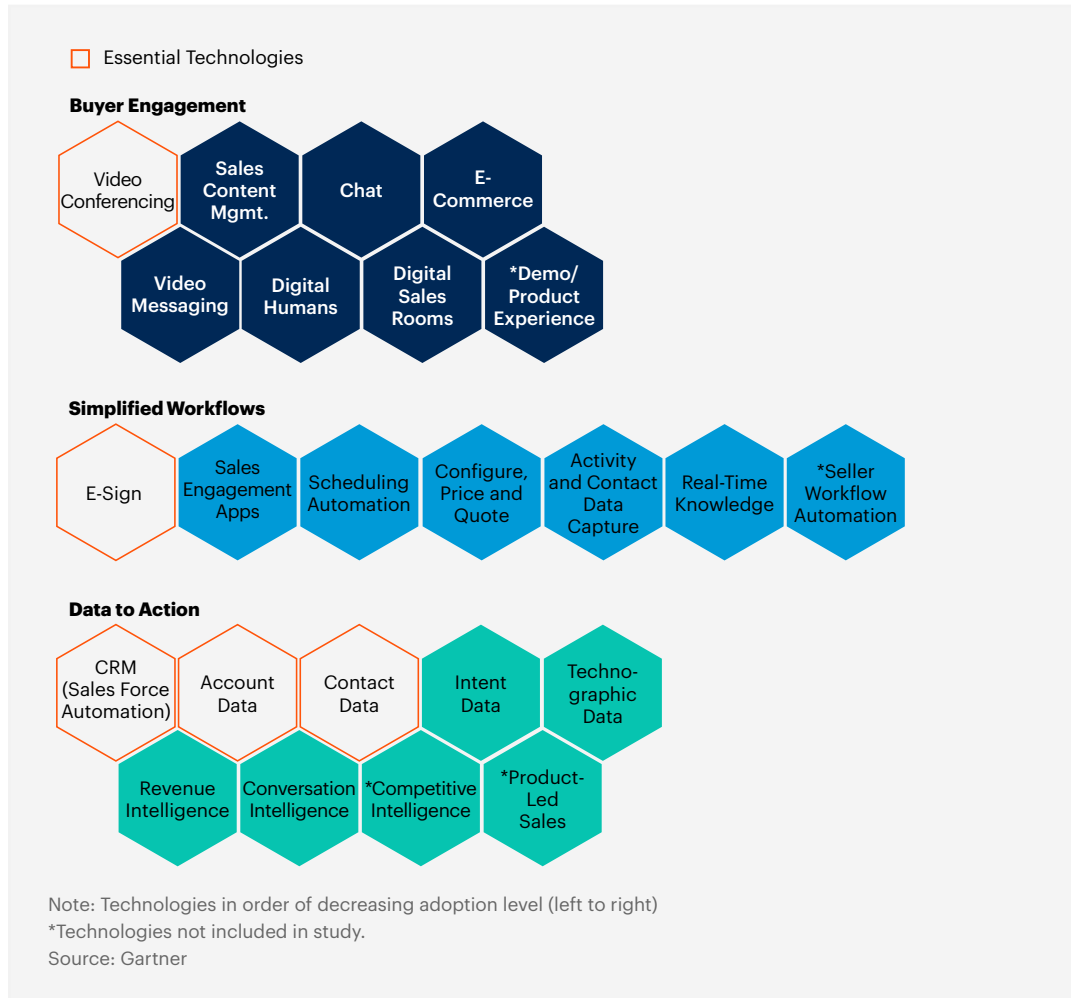 Essential Technologies
Buyer Engagement
Video
Conferencing
Sales
Content
Mgmt.
Chat
E-
Commerce
Video
Messaging
Digital
Humans
Digital
Sales
Rooms
*Demo/
Product
Experience
Simplified Workflows
E-Sign
Sales
Engagement
Apps
Scheduling
Automation
Configure,
Price and
Quote
Activity
and Contact
Data
Capture
Real-Time
Knowledge
*Seller
Workflow
Automation
Data to Action
CRM
(Sales Force
Automation)
Account
Data
Contact
Data
Intent
Data
Techno-
graphic
Data
Revenue
Intelligence
Conversation
Intelligence
*Competitive
Intelligence
*Product-
Led
Sales
Note: Technologies in order of decreasing adoption level (left to right)
*Technologies not included in study.
Source: Gartner